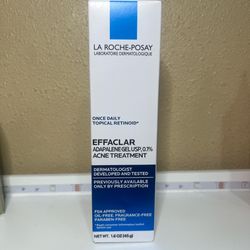 LA ROCHE-POSAY
LABORATOIRE DERMATOLOGIQUE
ONCE DAILY
TOPICAL RETINOID*
EFFACLAR
ADAPALENE GEL USP, 0.1%
ACNE TREATMENT
DERMATOLOGIST
DEVELOPED AND TESTED
PREVIOUSLY AVAILABLE
ONLY BY PRESCRIPTION
FDA APPROVED
OIL-FREE, FRAGRANCE-FREE
PARABEN-FREE
NET WT. 1.6 OZ (45 g)